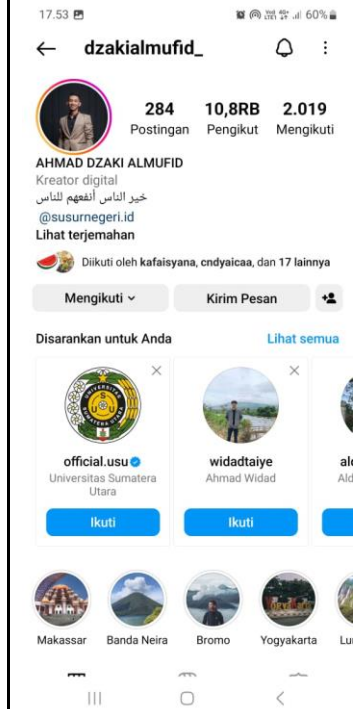 17.53
60%
dzakialmufid_
284 10,8RB 2.019
Postingan Pengikut Mengikuti
AHMAD DZAKI ALMUFID
Kreator digital
خير الناس أنفعهم للناس
@susurnegeri.id
Lihat terjemahan
Diikuti oleh kafaisyana, cndyaicaa, dan 17 lainnya
Mengikuti Kirim Pesan
Disarankan untuk Anda Lihat semua
official.usu widadtaiye
Universitas Sumatera Utara Ahmad Widad
Ikuti Ikuti
Makassar Banda Neira Bromo Yogyakarta